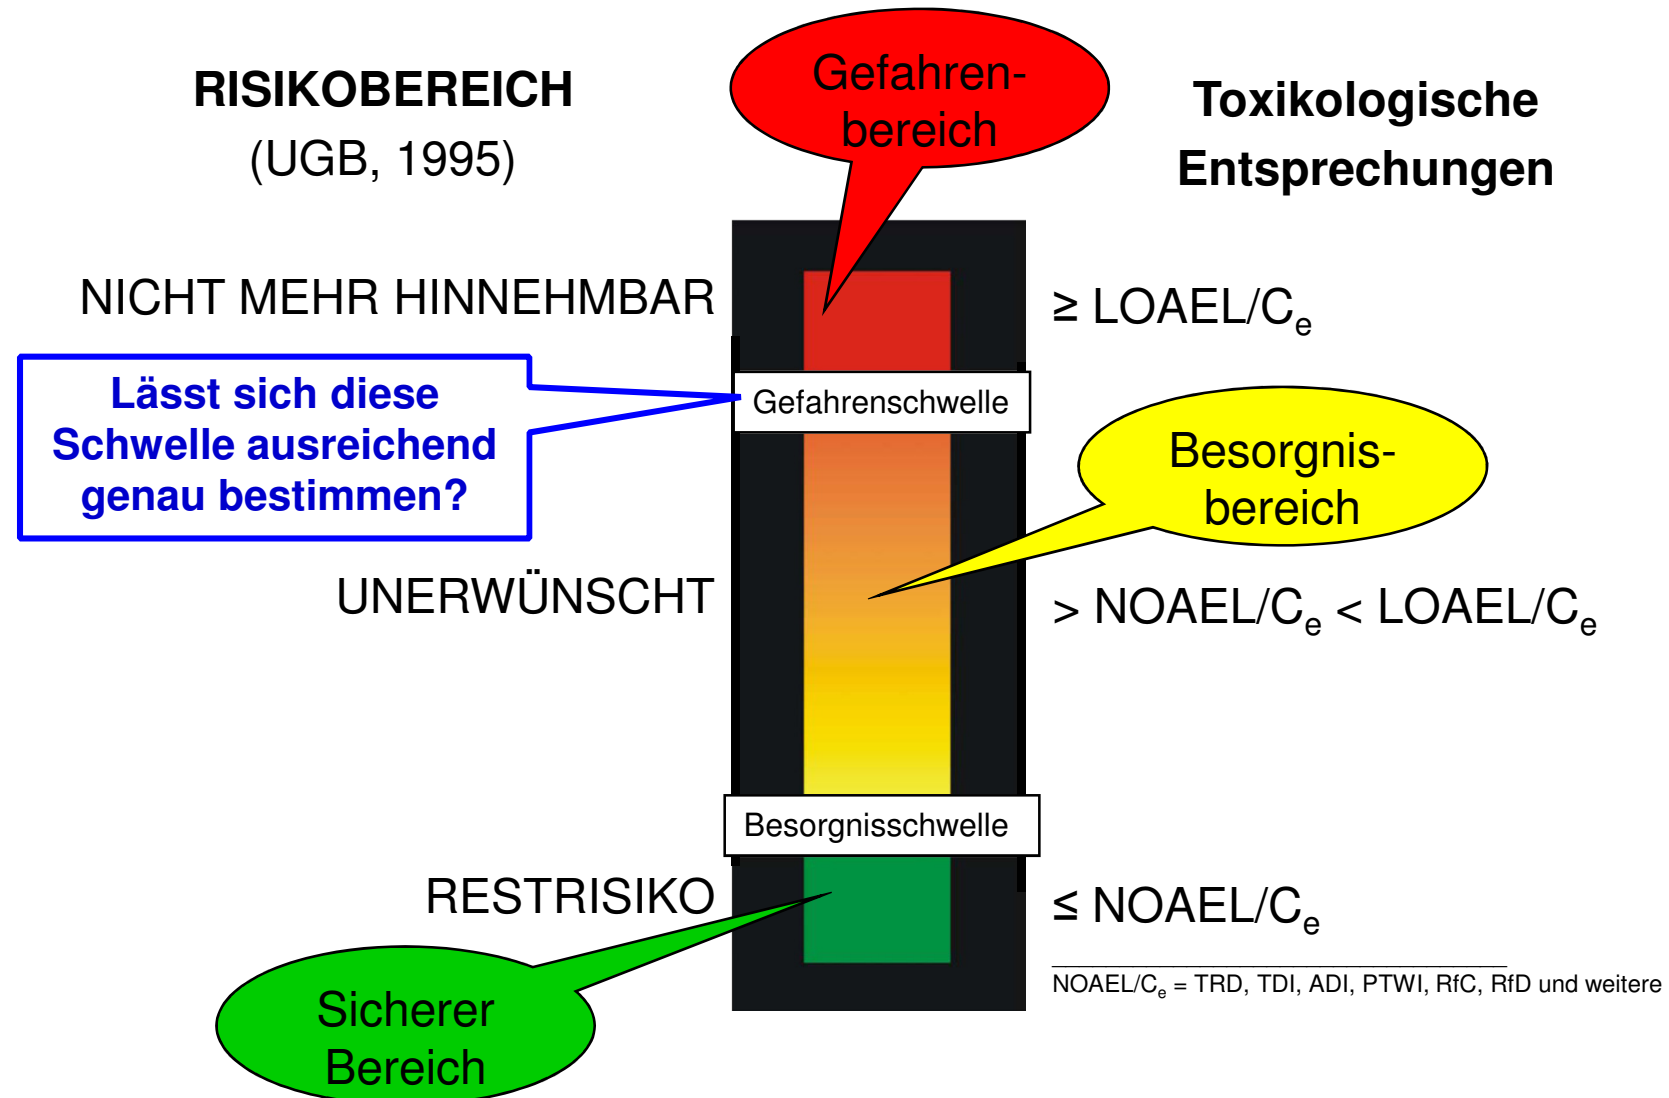 RISIKOBEREICH
(UGB, 1995)
Gefahren-
bereich
Toxikologische
Entsprechungen
NICHT MEHR HINNEHMBAR
≥ LOAEL/Ce
Lässt sich diese
Schwelle ausreichend
genau bestimmen?
Gefahrenschwelle
Besorgnis-
bereich
UNERWÜNSCHT
> NOAEL/Ce < LOAEL/Ce
Besorgnisschwelle
RESTRISIKO
≤ NOAEL/Ce
NOAEL/Ce = TRD, TDI, ADI, PTWI, RfC, RfD und weitere
Sicherer
Bereich